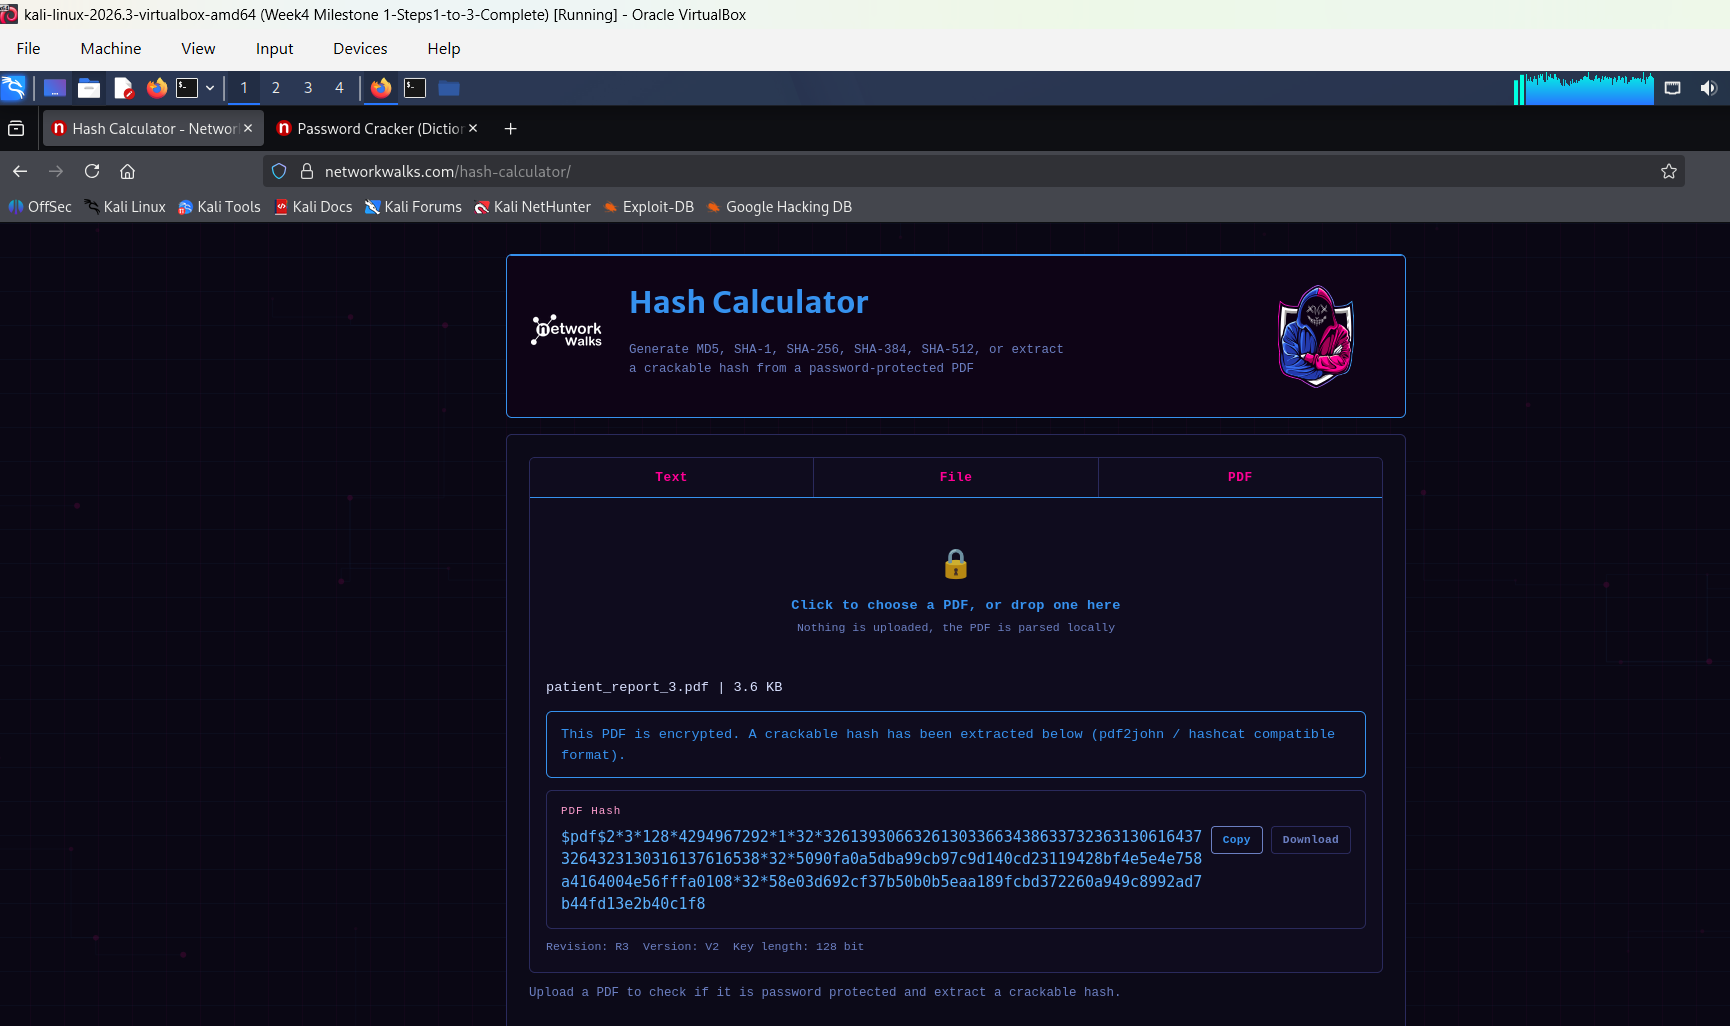 kali-linux-2026.3-virtualbox-amd64 (Week4 Milestone 1-Steps1-to-3-Complete) [Running] - Oracle VirtualBox
File Machine View Input Devices Help
1 2 3 4
Hash Calculator - Networ Password Cracker (Dictio
networkwalks.com/hash-calculator/
OffSec Kali Linux Kali Tools Kali Docs Kali Forums Kali NetHunter Exploit-DB Google Hacking DB
network
Walks
Hash Calculator
Generate MD5, SHA-1, SHA-256, SHA-384, SHA-512, or extract
a crackable hash from a password-protected PDF
Text File PDF
Click to choose a PDF, or drop one here
Nothing is uploaded, the PDF is parsed locally
patient_report_3.pdf | 3.6 KB
This PDF is encrypted. A crackable hash has been extracted below (pdf2john / hashcat compatible
format).
PDF Hash
$pdf$2*3*128*4294967292*1*32*326139306632613033663438633732363130616437
3264323130316137616538*32*5090fa0a5dba99cb97c9d140cd23119428bf4e5e4e758
a4164004e56fffa0108*32*58e03d692cf37b50b0b5eaa189fcbd372260a949c8992ad7
b44fd13e2b40c1f8
Copy Download
Revision: R3 Version: V2 Key length: 128 bit
Upload a PDF to check if it is password protected and extract a crackable hash.